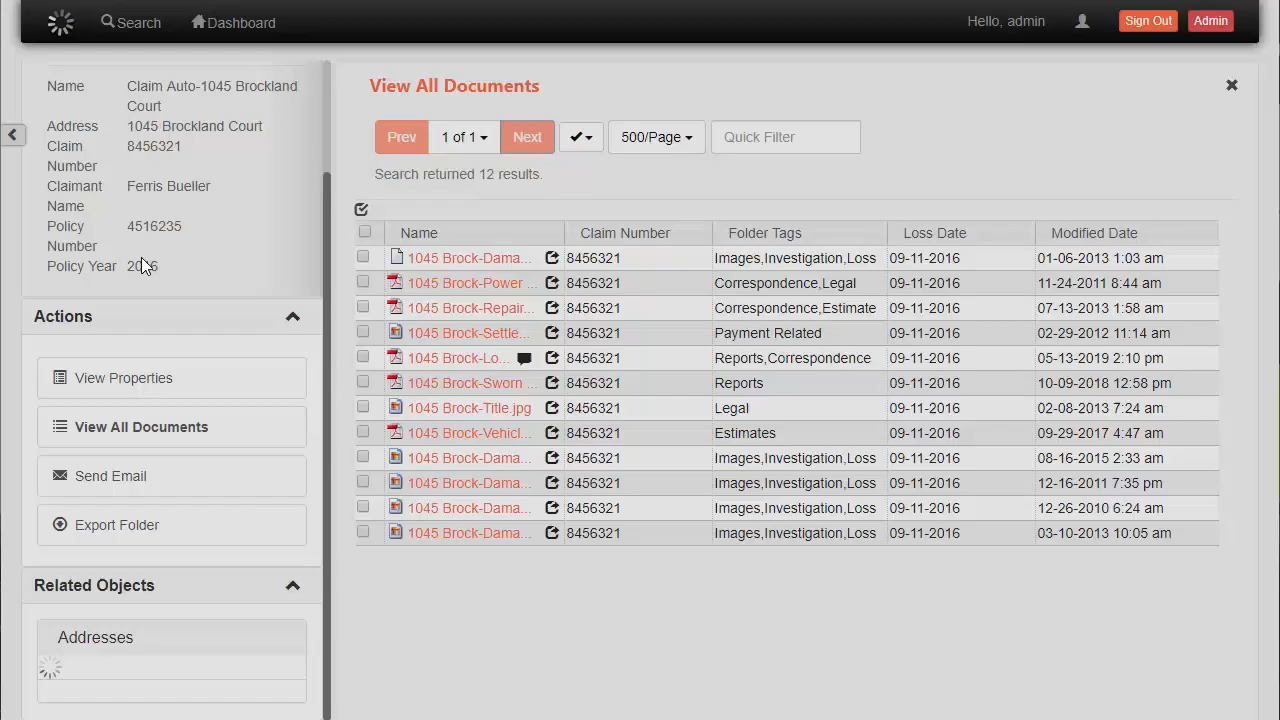 Search Dashboard Hello, admin Sign Out Admin
Name Claim Auto-1045 Brockland
Court
Address 1045 Brockland Court
Claim 8456321
Number
Claimant Ferris Bueller
Name
Policy 4516235
Number
Policy Year 2016
Actions
View Properties
View All Documents
Send Email
Export Folder
Related Objects
Addresses
View All Documents
Prev 1 of 1 Next 500/Page Quick Filter
Search returned 12 results.
Name Claim Number Folder Tags Loss Date Modified Date
1045 Brock-Dama... 8456321 Images,Investigation,Loss 09-11-2016 01-06-2013 1:03 am
1045 Brock-Power ... 8456321 Correspondence,Legal 09-11-2016 11-24-2011 8:44 am
1045 Brock-Repair... 8456321 Correspondence,Estimate 09-11-2016 07-13-2013 1:58 am
1045 Brock-Settle... 8456321 Payment Related 09-11-2016 02-29-2012 11:14 am
1045 Brock-Lo... 8456321 Reports,Correspondence 09-11-2016 05-13-2019 2:10 pm
1045 Brock-Sworn ... 8456321 Reports 09-11-2016 10-09-2018 12:58 pm
1045 Brock-Title.jpg 8456321 Legal 09-11-2016 02-08-2013 7:24 am
1045 Brock-Vehicl... 8456321 Estimates 09-11-2016 09-29-2017 4:47 am
1045 Brock-Dama... 8456321 Images,Investigation,Loss 09-11-2016 08-16-2015 2:33 am
1045 Brock-Dama... 8456321 Images,Investigation,Loss 09-11-2016 12-16-2011 7:35 pm
1045 Brock-Dama... 8456321 Images,Investigation,Loss 09-11-2016 12-26-2010 6:24 am
1045 Brock-Dama... 8456321 Images,Investigation,Loss 09-11-2016 03-10-2013 10:05 am